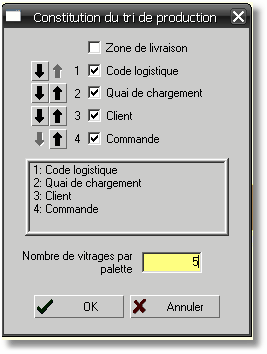 Constitution du tri de production
Zone de livraison
1 Code logistique
2 Quai de chargement
3 Client
4 Commande
1: Code logistique
2: Quai de chargement
3: Client
4: Commande
Nombre de vitrages par
palette
5
OK
Annuler